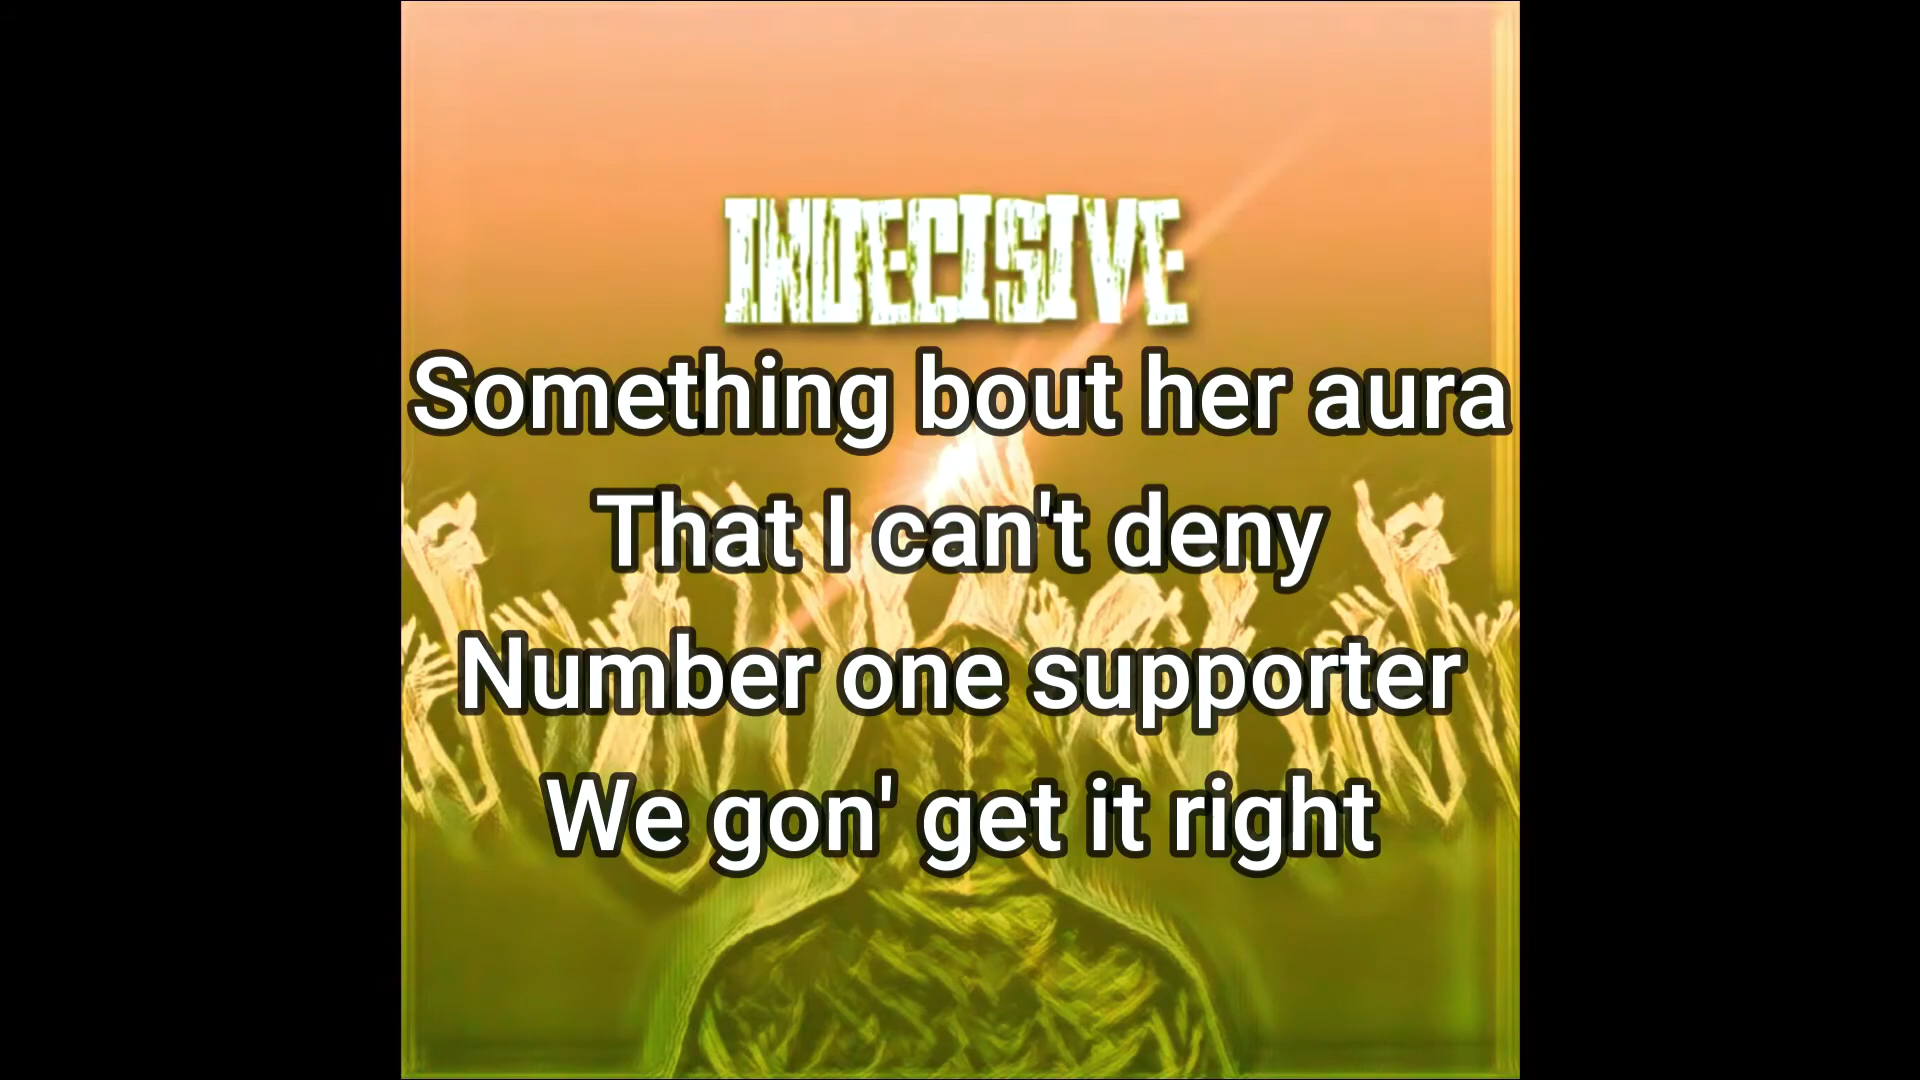 INDECISIVE
Something bout her aura
That I can't deny
Number one supporter
We gon' get it right